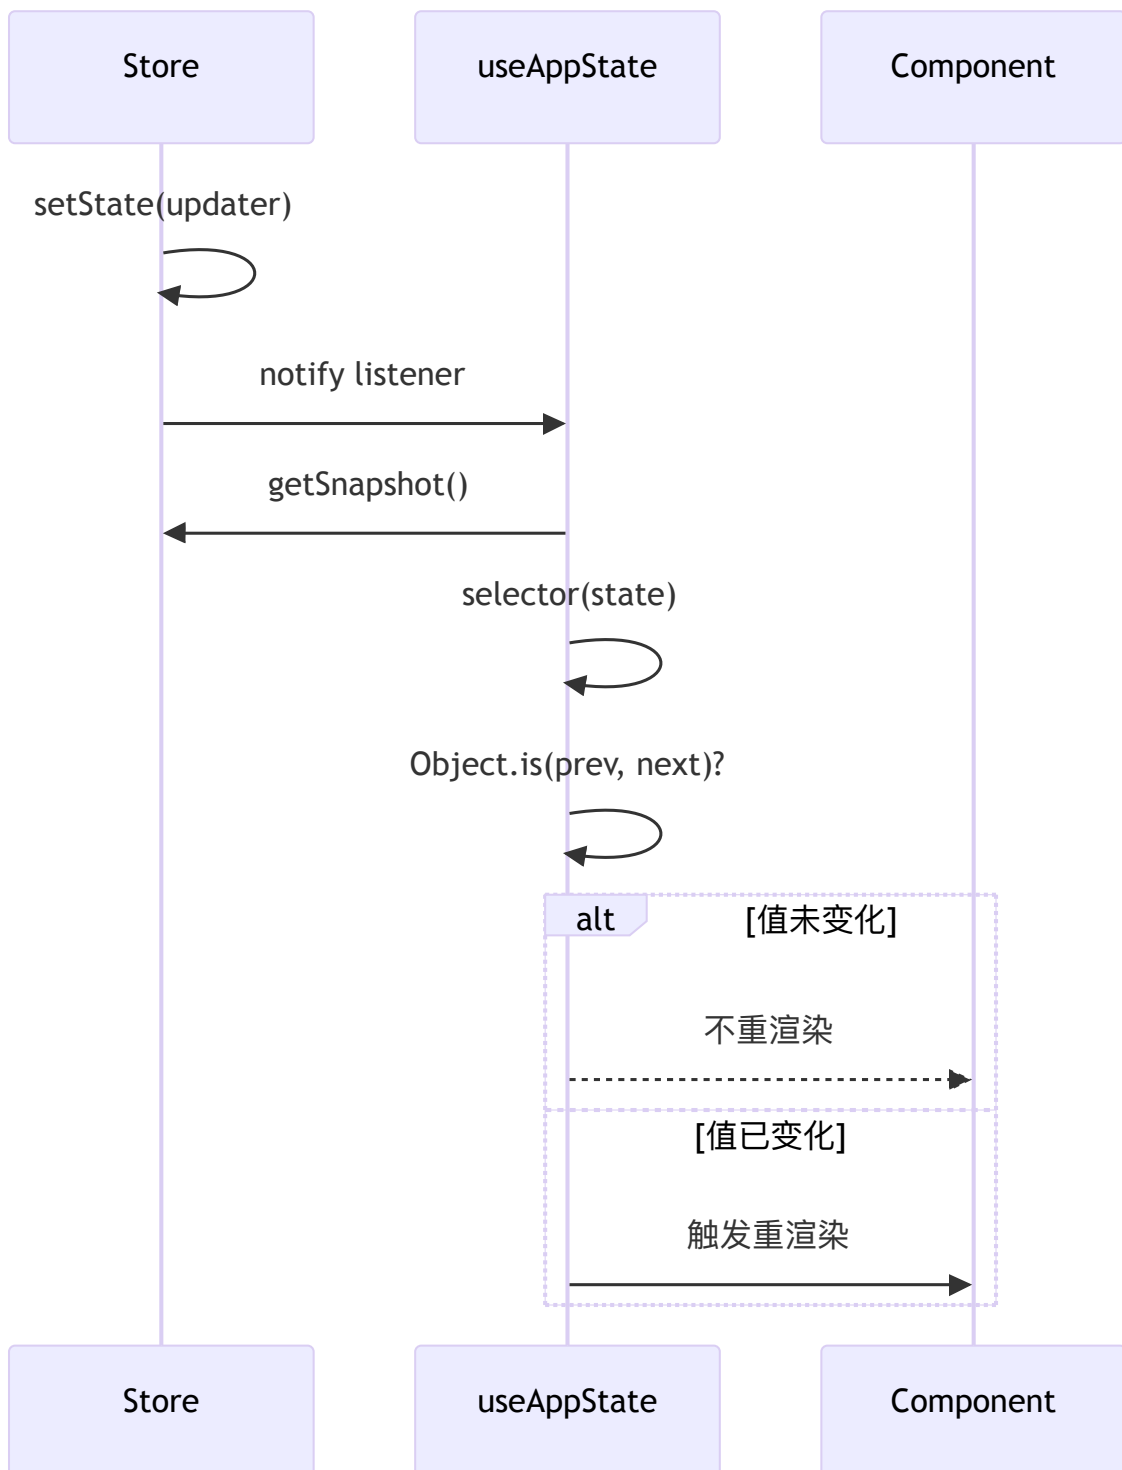 Store
useAppState
Component
setState(updater)
notify listener
getSnapshot()
selector(state)
Object.is(prev, next)?
alt
[值未变化]
不重渲染
[值已变化]
触发重渲染
Store
useAppState
Component